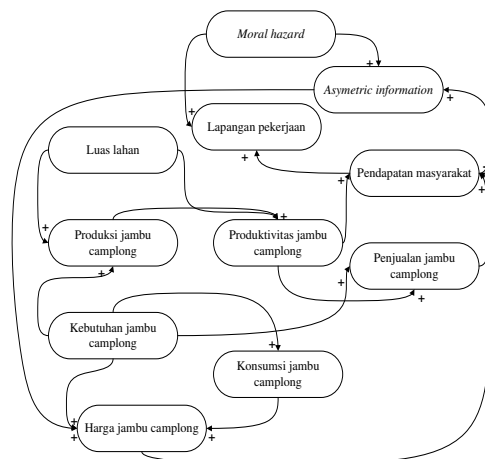 Moral hazard
+
Asymetric information
+
+
Lapangan pekerjaan
+
Luas lahan
+
Pendapatan masyarakat
+
+
Produksi jambu
camplong
+
+
Produktivitas jambu
camplong
+
Penjualan jambu
camplong
+
+
Kebutuhan jambu
camplong
+
Konsumsi jambu
camplong
+
Harga jambu camplong
+
+